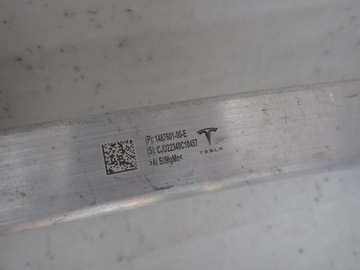 (P): 1487601-00-E
(S): CJD22348C10457
>Al SiMgMn<
TESLA